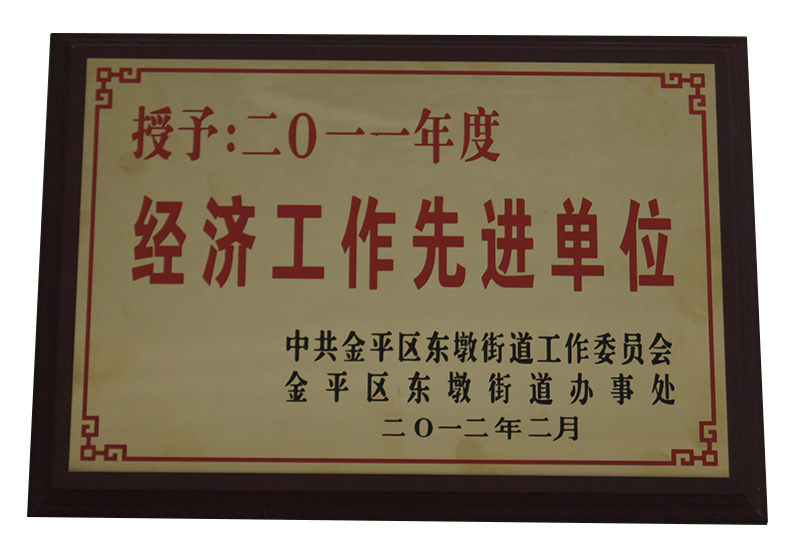 授予:二〇一一年度
经济工作先进单位
中共金平区东墩街道工作委员会
金平区东墩街道办事处
二〇一二年二月